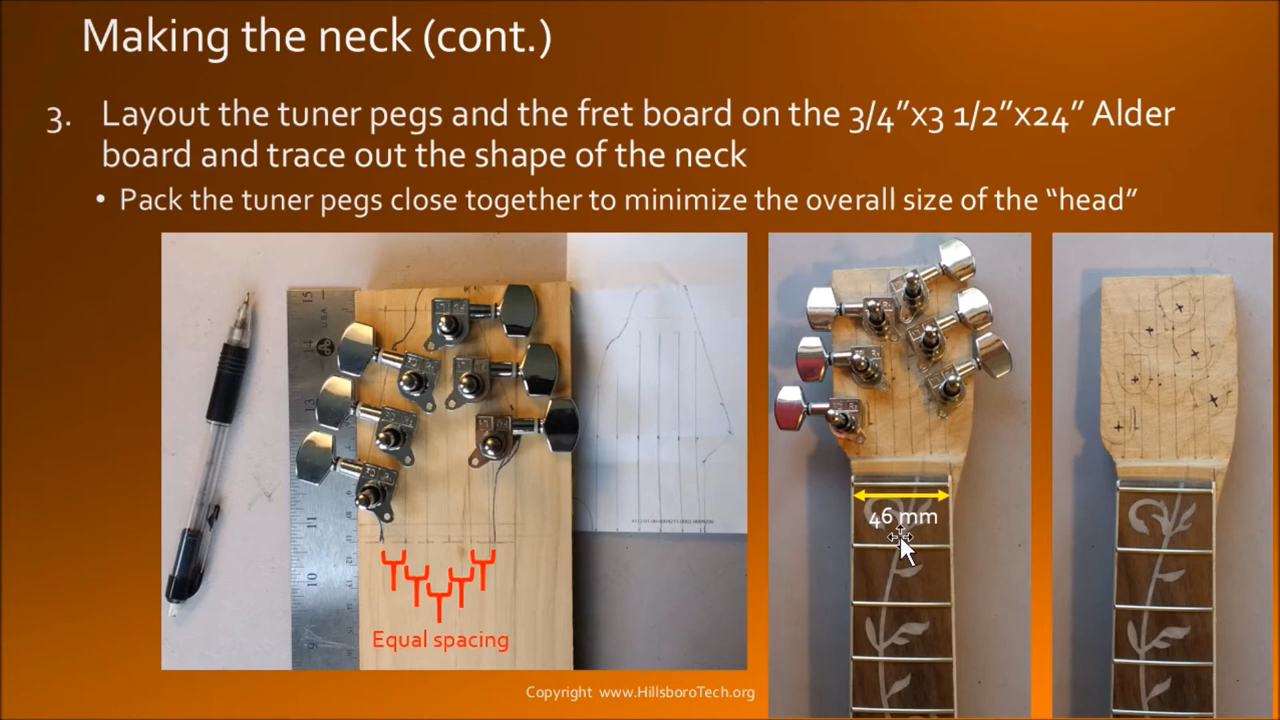 Making the neck (cont.)
3. Layout the tuner pegs and the fret board on the 3/4”x3 1/2”x24” Alder
board and trace out the shape of the neck
• Pack the tuner pegs close together to minimize the overall size of the “head”
15
U.S.A.
14
13
11
10
9
46 mm
Equal spacing
Copyright www.HillsboroTech.org